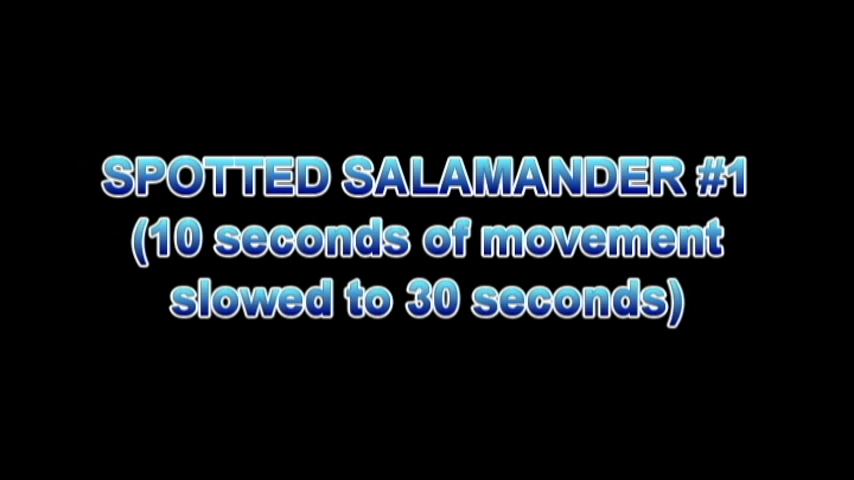 SPOTTED SALAMANDER #1
(10 seconds of movement
slowed to 30 seconds)